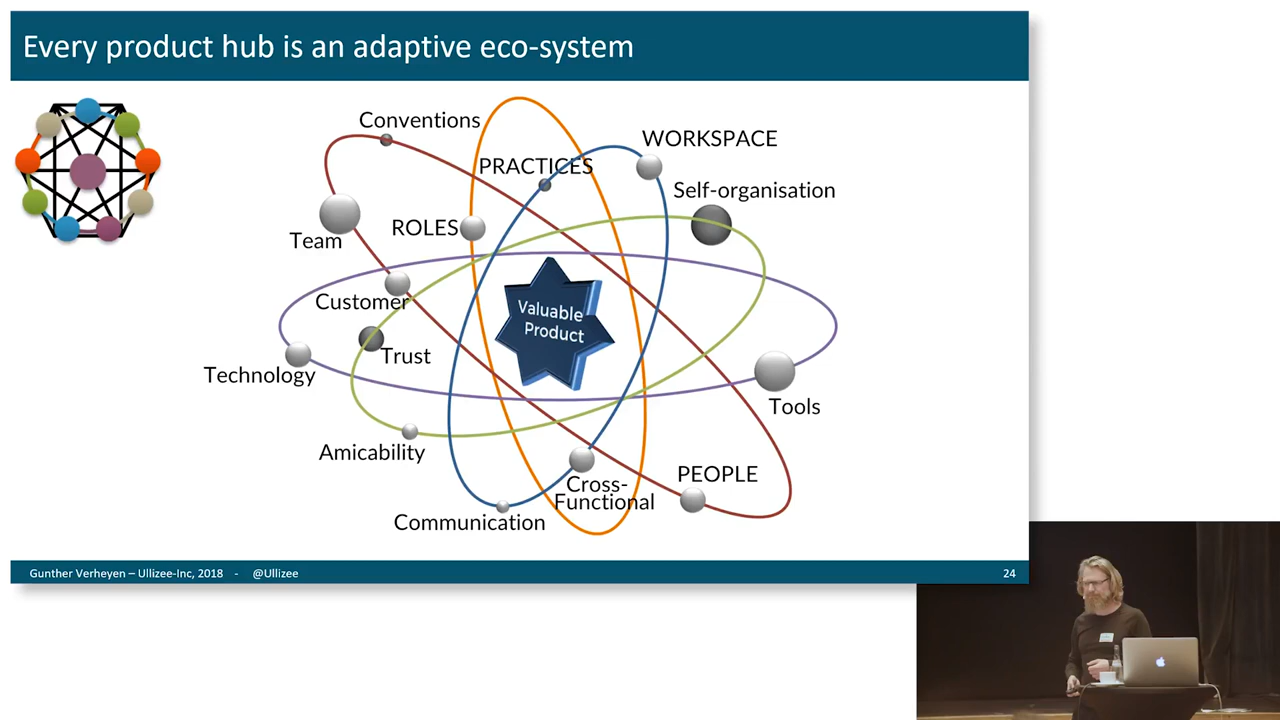 Every product hub is an adaptive eco-system
Conventions
PRACTICES
WORKSPACE
Self-organisation
ROLES
Team
Customer
Valuable
Product
Trust
Technology
Tools
Amicability
PEOPLE
Cross-
Functional
Communication
Gunther Verheyen – Ullizee-Inc, 2018 - @Ullizee
24